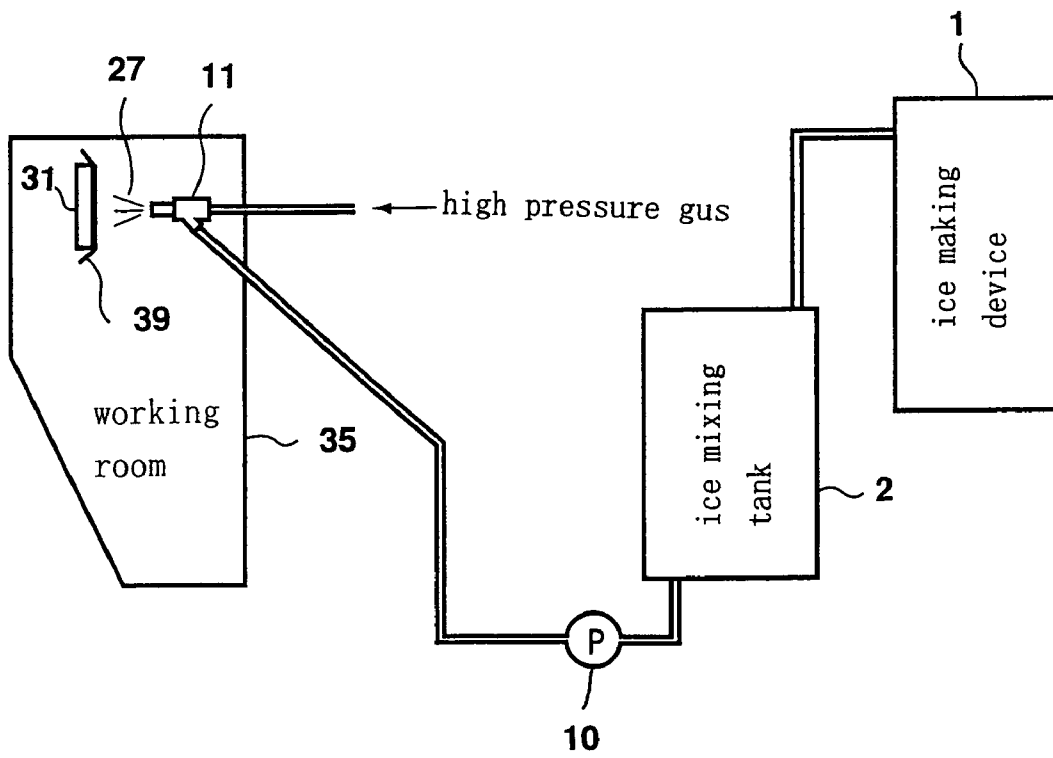 1
27
11
31
high pressure gus
ice making
device
39
working
room
35
ice mixing
tank
2
P
10